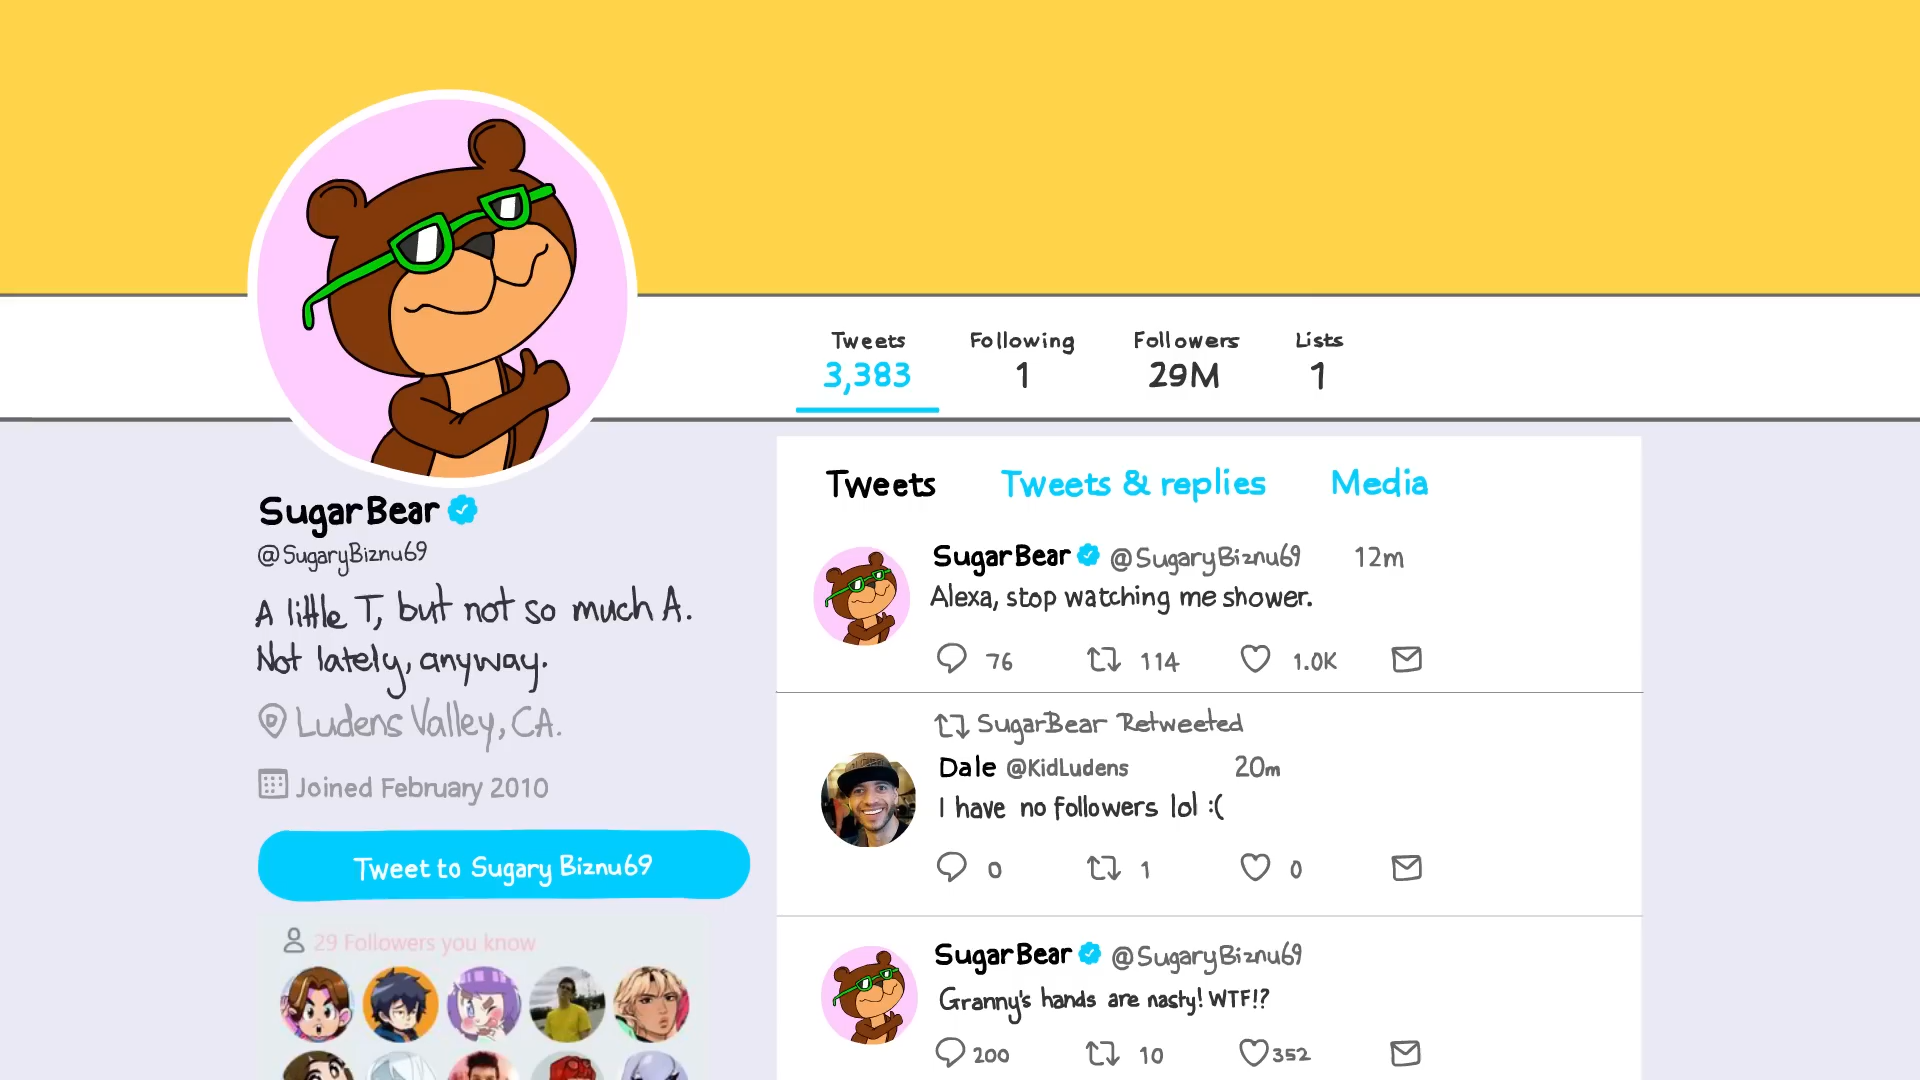 Tweets Following Followers Lists
3,383 1 29M 1
SugarBear
@SugaryBiznu69
A little T, but not so much A.
Not lately, anyway.
Ludens Valley, CA.
Joined February 2010
Tweet to Sugary Biznu69
29 Followers you know
Tweets Tweets & replies Media
SugarBear @SugaryBiznu69 12m
Alexa, stop watching me shower.
76 114 1.0K
SugarBear Retweeted
Dale @KidLudens 20m
I have no followers lol :(
0 1 0
SugarBear @SugaryBiznu69
Granny's hands are nasty! WTF!?
200 10 352